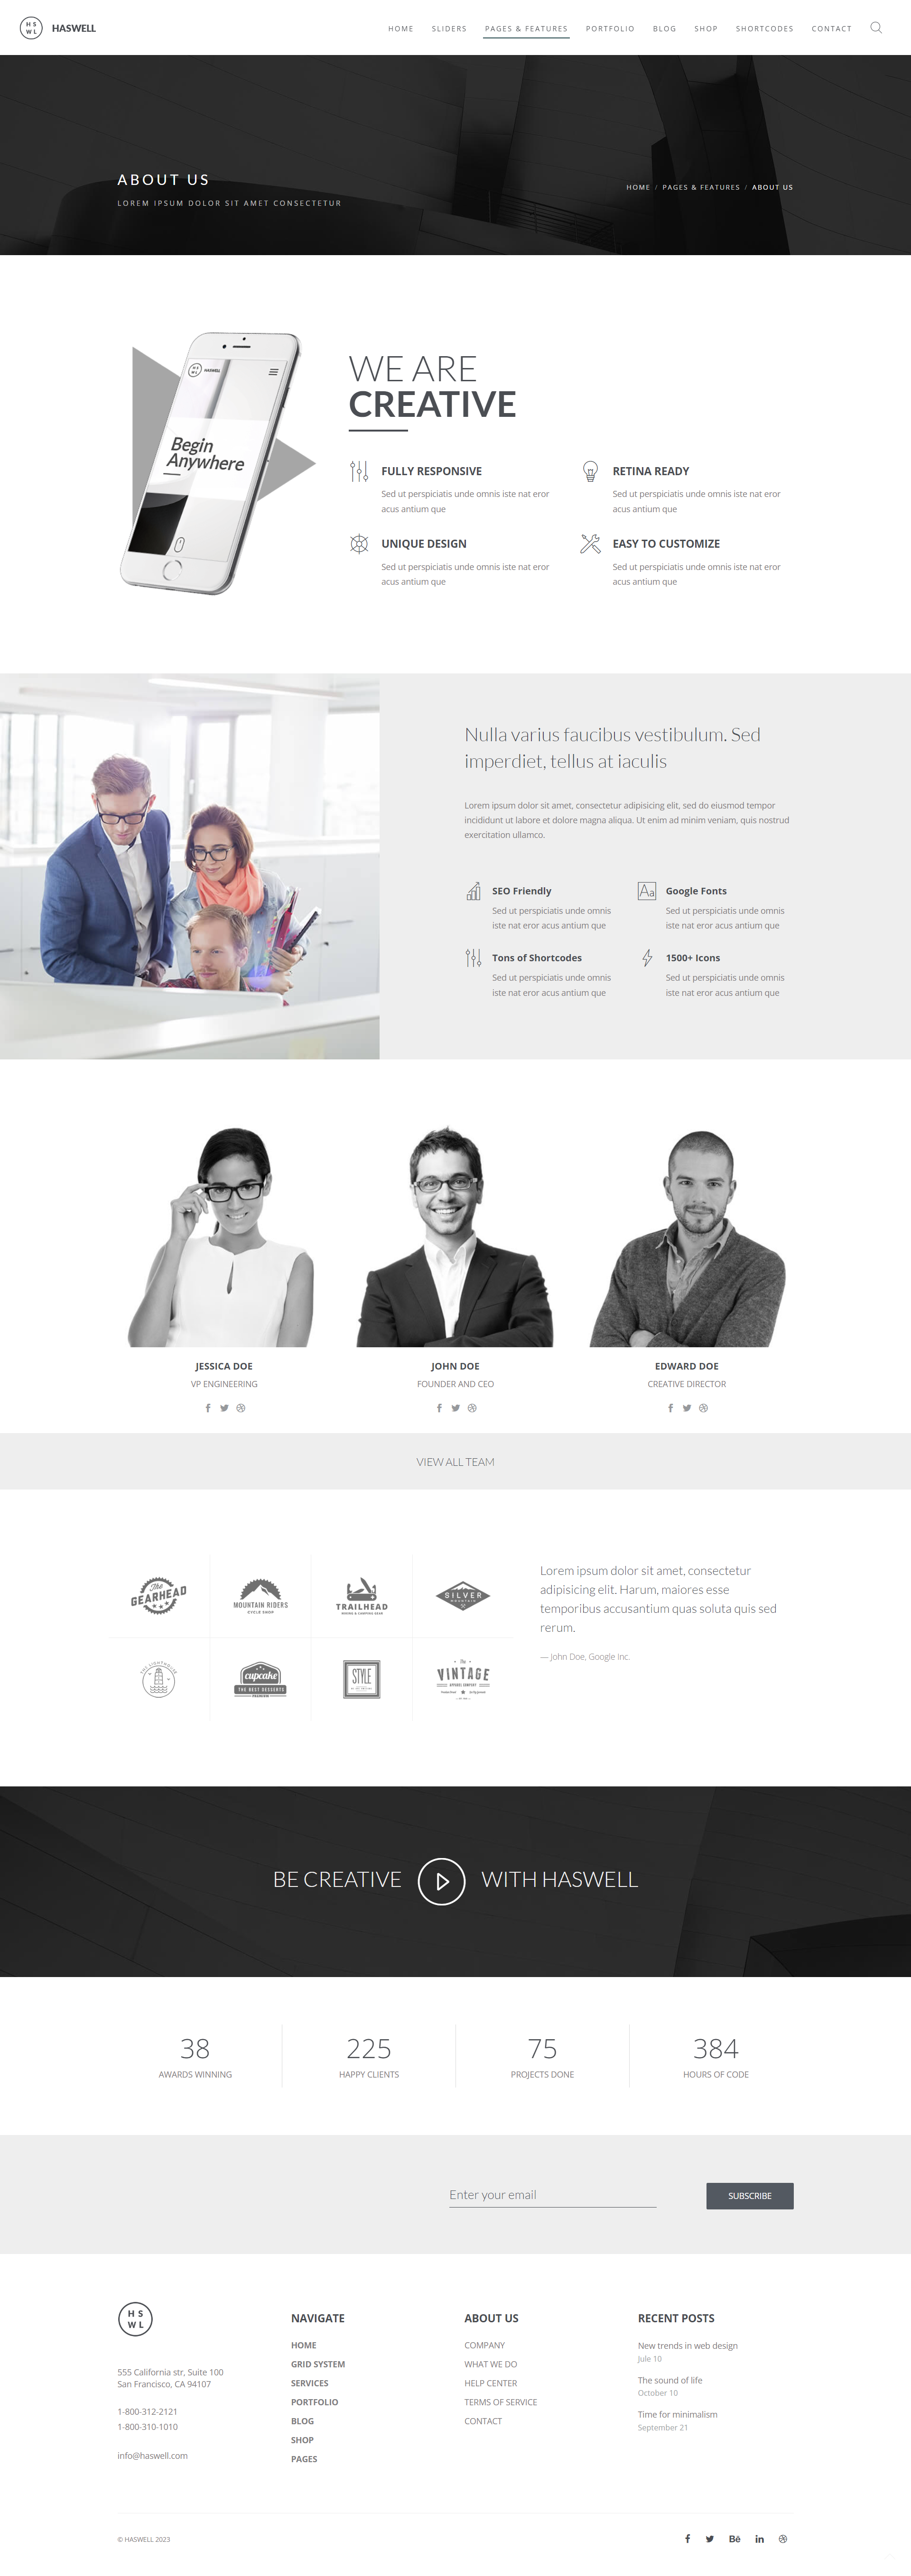 H S
W L
HASWELL
HOME SLIDERS PAGES & FEATURES PORTFOLIO BLOG SHOP SHORTCODES CONTACT
ABOUT US
LOREM IPSUM DOLOR SIT AMET CONSECTETUR
HOME / PAGES & FEATURES / ABOUT US
H S
W L
HASWELL
Begin
Anywhere
WE ARE
CREATIVE
FULLY RESPONSIVE
Sed ut perspiciatis unde omnis iste nat eror
acus antium que
RETINA READY
Sed ut perspiciatis unde omnis iste nat eror
acus antium que
UNIQUE DESIGN
Sed ut perspiciatis unde omnis iste nat eror
acus antium que
EASY TO CUSTOMIZE
Sed ut perspiciatis unde omnis iste nat eror
acus antium que
Nulla varius faucibus vestibulum. Sed
imperdiet, tellus at iaculis
Lorem ipsum dolor sit amet, consectetur adipisicing elit, sed do eiusmod tempor
incididunt ut labore et dolore magna aliqua. Ut enim ad minim veniam, quis nostrud
exercitation ullamco.
SEO Friendly
Sed ut perspiciatis unde omnis
iste nat eror acus antium que
Aa
Google Fonts
Sed ut perspiciatis unde omnis
iste nat eror acus antium que
Tons of Shortcodes
Sed ut perspiciatis unde omnis
iste nat eror acus antium que
1500+ Icons
Sed ut perspiciatis unde omnis
iste nat eror acus antium que
JESSICA DOE
VP ENGINEERING
JOHN DOE
FOUNDER AND CEO
EDWARD DOE
CREATIVE DIRECTOR
VIEW ALL TEAM
The
GEARHEAD
MOUNTAIN RIDERS
CYCLE SHOP
TRAILHEAD
HIKING & CAMPING GEAR
SILVER
MOUNTAIN
THE LIGHTHOUSE
cupcake
THE BEST DESSERTS
STYLE
The
VINTAGE
APPAREL COMPANY
Lorem ipsum dolor sit amet, consectetur
adipisicing elit. Harum, maiores esse
temporibus accusantium quas soluta quis sed
rerum.
— John Doe, Google Inc.
BE CREATIVE WITH HASWELL
38
AWARDS WINNING
225
HAPPY CLIENTS
75
PROJECTS DONE
384
HOURS OF CODE
Enter your email
SUBSCRIBE
H S
W L
555 California str, Suite 100
San Francisco, CA 94107
1-800-312-2121
1-800-310-1010
info@haswell.com
NAVIGATE
HOME
GRID SYSTEM
SERVICES
PORTFOLIO
BLOG
SHOP
PAGES
ABOUT US
COMPANY
WHAT WE DO
HELP CENTER
TERMS OF SERVICE
CONTACT
RECENT POSTS
New trends in web design
Jule 10
The sound of life
October 10
Time for minimalism
September 21
© HASWELL 2023